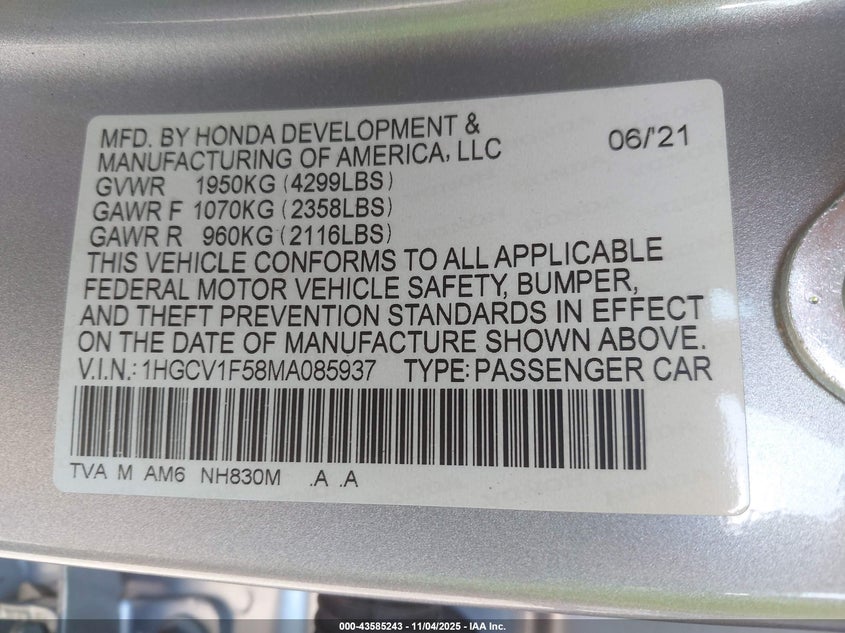 MFD. BY HONDA DEVELOPMENT &
MANUFACTURING OF AMERICA, LLC
06/'21
GVWR 1950KG (4299LBS)
GAWR F 1070KG (2358LBS)
GAWR R 960KG (2116LBS)
THIS VEHICLE CONFORMS TO ALL APPLICABLE
FEDERAL MOTOR VEHICLE SAFETY, BUMPER,
AND THEFT PREVENTION STANDARDS IN EFFECT
ON THE DATE OF MANUFACTURE SHOWN ABOVE.
V.I.N.: 1HGCV1F58MA085937 TYPE: PASSENGER CAR
TVA M AM6 NH830M .A .A
000-43585243 - 11/04/2025 - IAA Inc.